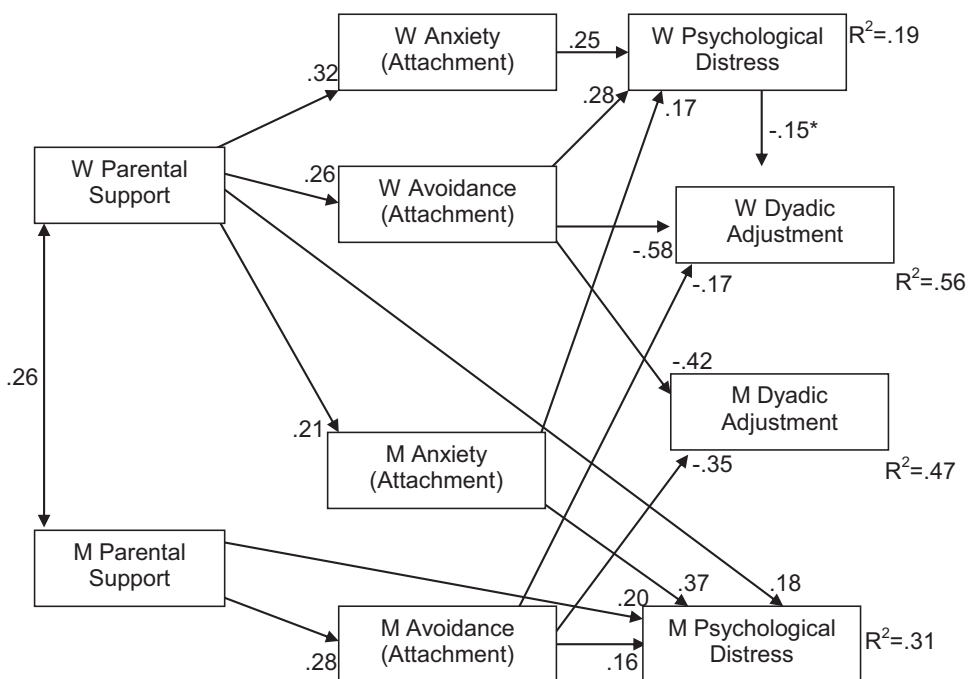 W Anxiety
(Attachment)
.25
W Psychological
Distress
R²=.19
.32
.28
.17
-.15*
W Parental
Support
.26
W Avoidance
(Attachment)
W Dyadic
Adjustment
-.58
-.17
R²=.56
.26
-.42
M Dyadic
Adjustment
.21
M Anxiety
(Attachment)
-.35
R²=.47
M Parental
Support
.20
.37
.18
M Avoidance
(Attachment)
M Psychological
Distress
R²=.31
.28
.16